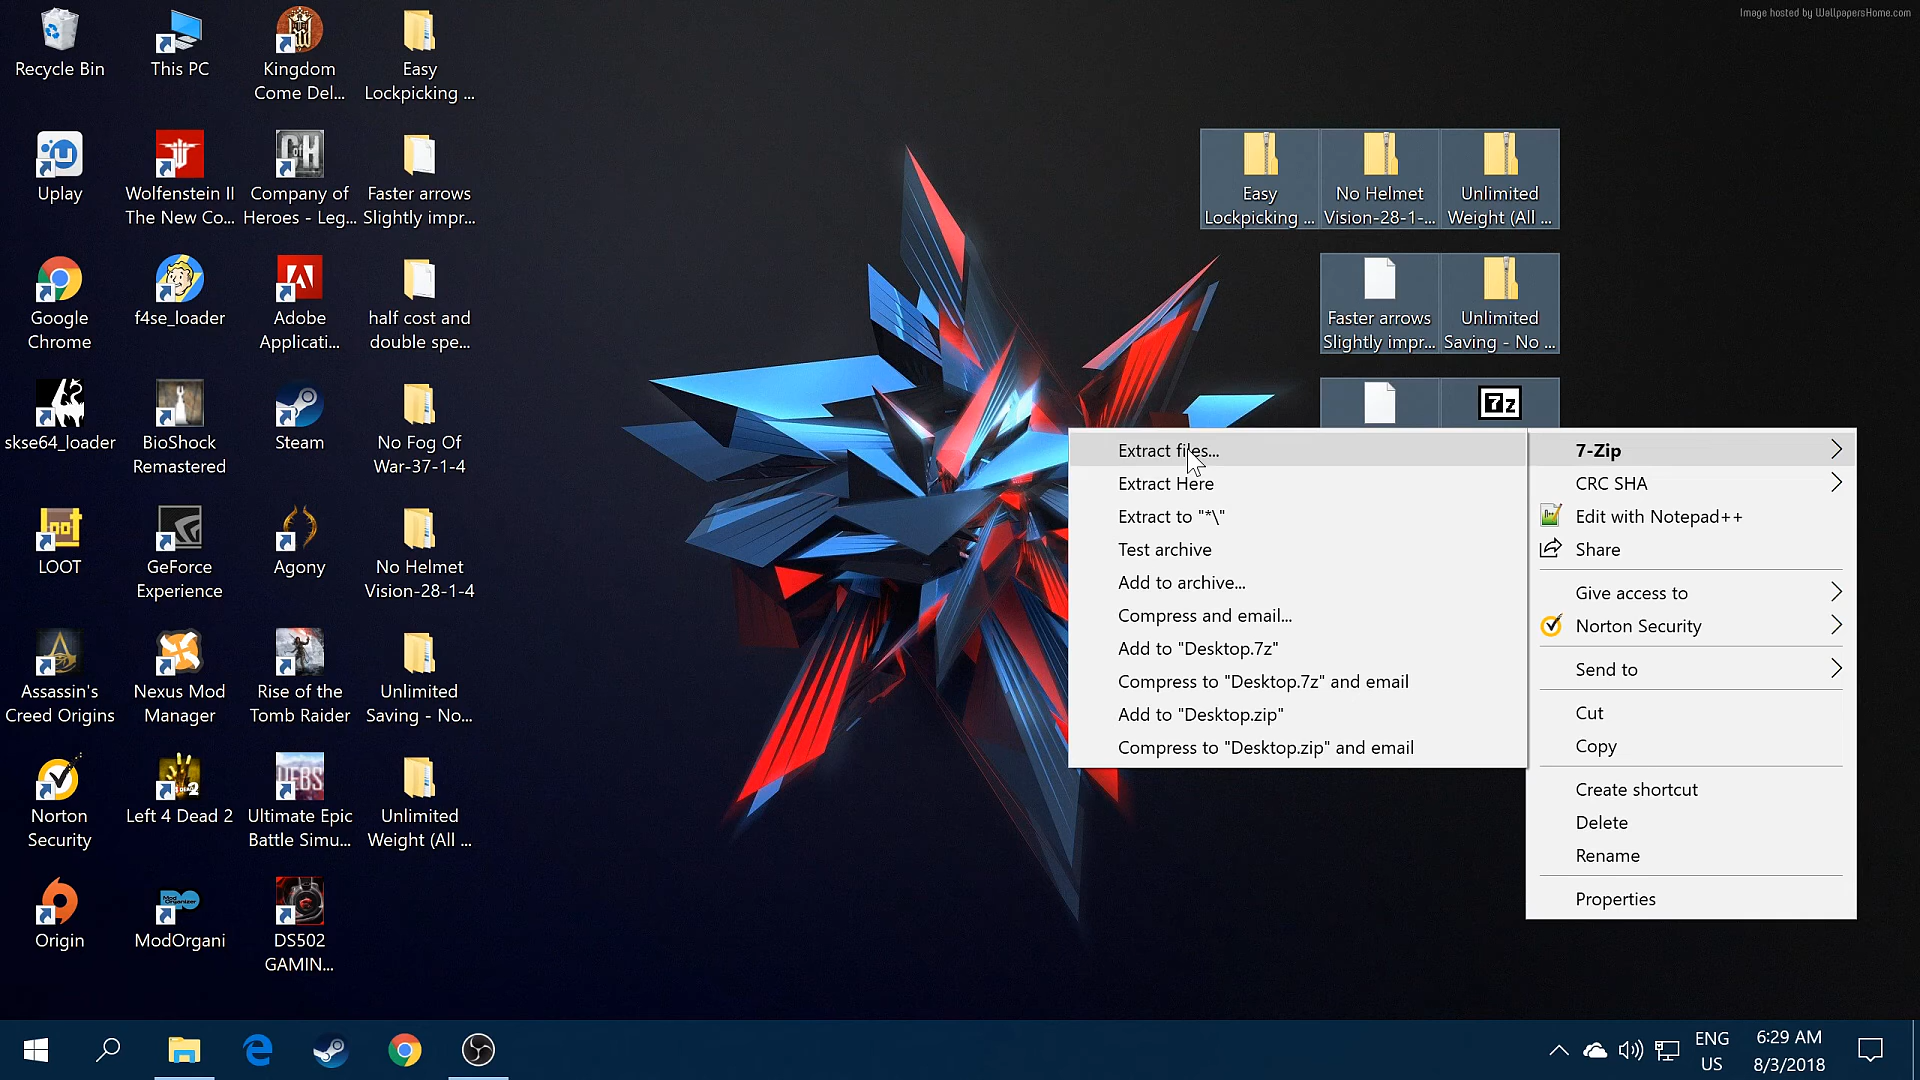 Image hosted by WallpapersHome.com
Recycle Bin
This PC
Kingdom
Come Del...
Easy
Lockpicking ...
Uplay
Wolfenstein II
The New Co...
Company of
Heroes - Leg...
Faster arrows
Slightly impr...
Google
Chrome
f4se_loader
Adobe
Applicati...
half cost and
double spe...
skse64_loader
BioShock
Remastered
Steam
No Fog Of
War-37-1-4
LOOT
GeForce
Experience
Agony
No Helmet
Vision-28-1-4
Assassin's
Creed Origins
Nexus Mod
Manager
Rise of the
Tomb Raider
Unlimited
Saving - No...
Norton
Security
Left 4 Dead 2
Ultimate Epic
Battle Simu...
Unlimited
Weight (All ...
Origin
ModOrgani
DS502
GAMIN...
Easy
Lockpicking ...
No Helmet
Vision-28-1-...
Unlimited
Weight (All ...
Faster arrows
Slightly impr...
Unlimited
Saving - No ...
7z
Extract files...
Extract Here
Extract to "*\"
Test archive
Add to archive...
Compress and email...
Add to "Desktop.7z"
Compress to "Desktop.7z" and email
Add to "Desktop.zip"
Compress to "Desktop.zip" and email
7-Zip
CRC SHA
Edit with Notepad++
Share
Give access to
Norton Security
Send to
Cut
Copy
Create shortcut
Delete
Rename
Properties
ENG
US
6:29 AM
8/3/2018